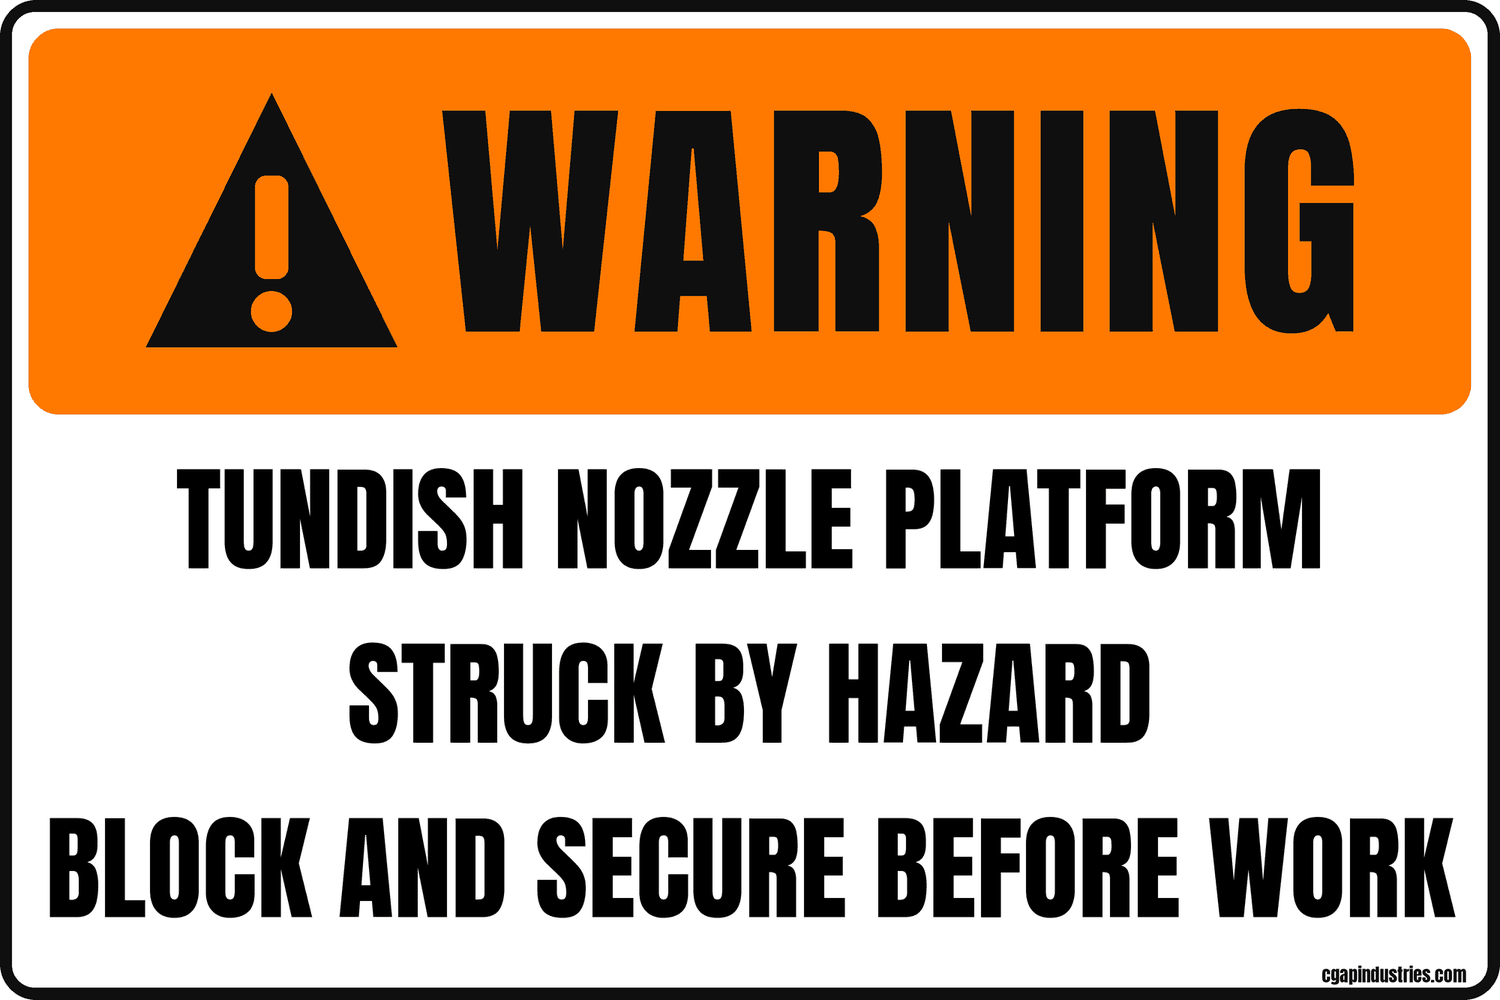 WARNING
TUNDISH NOZZLE PLATFORM
STRUCK BY HAZARD
BLOCK AND SECURE BEFORE WORK
cgapindustries.com